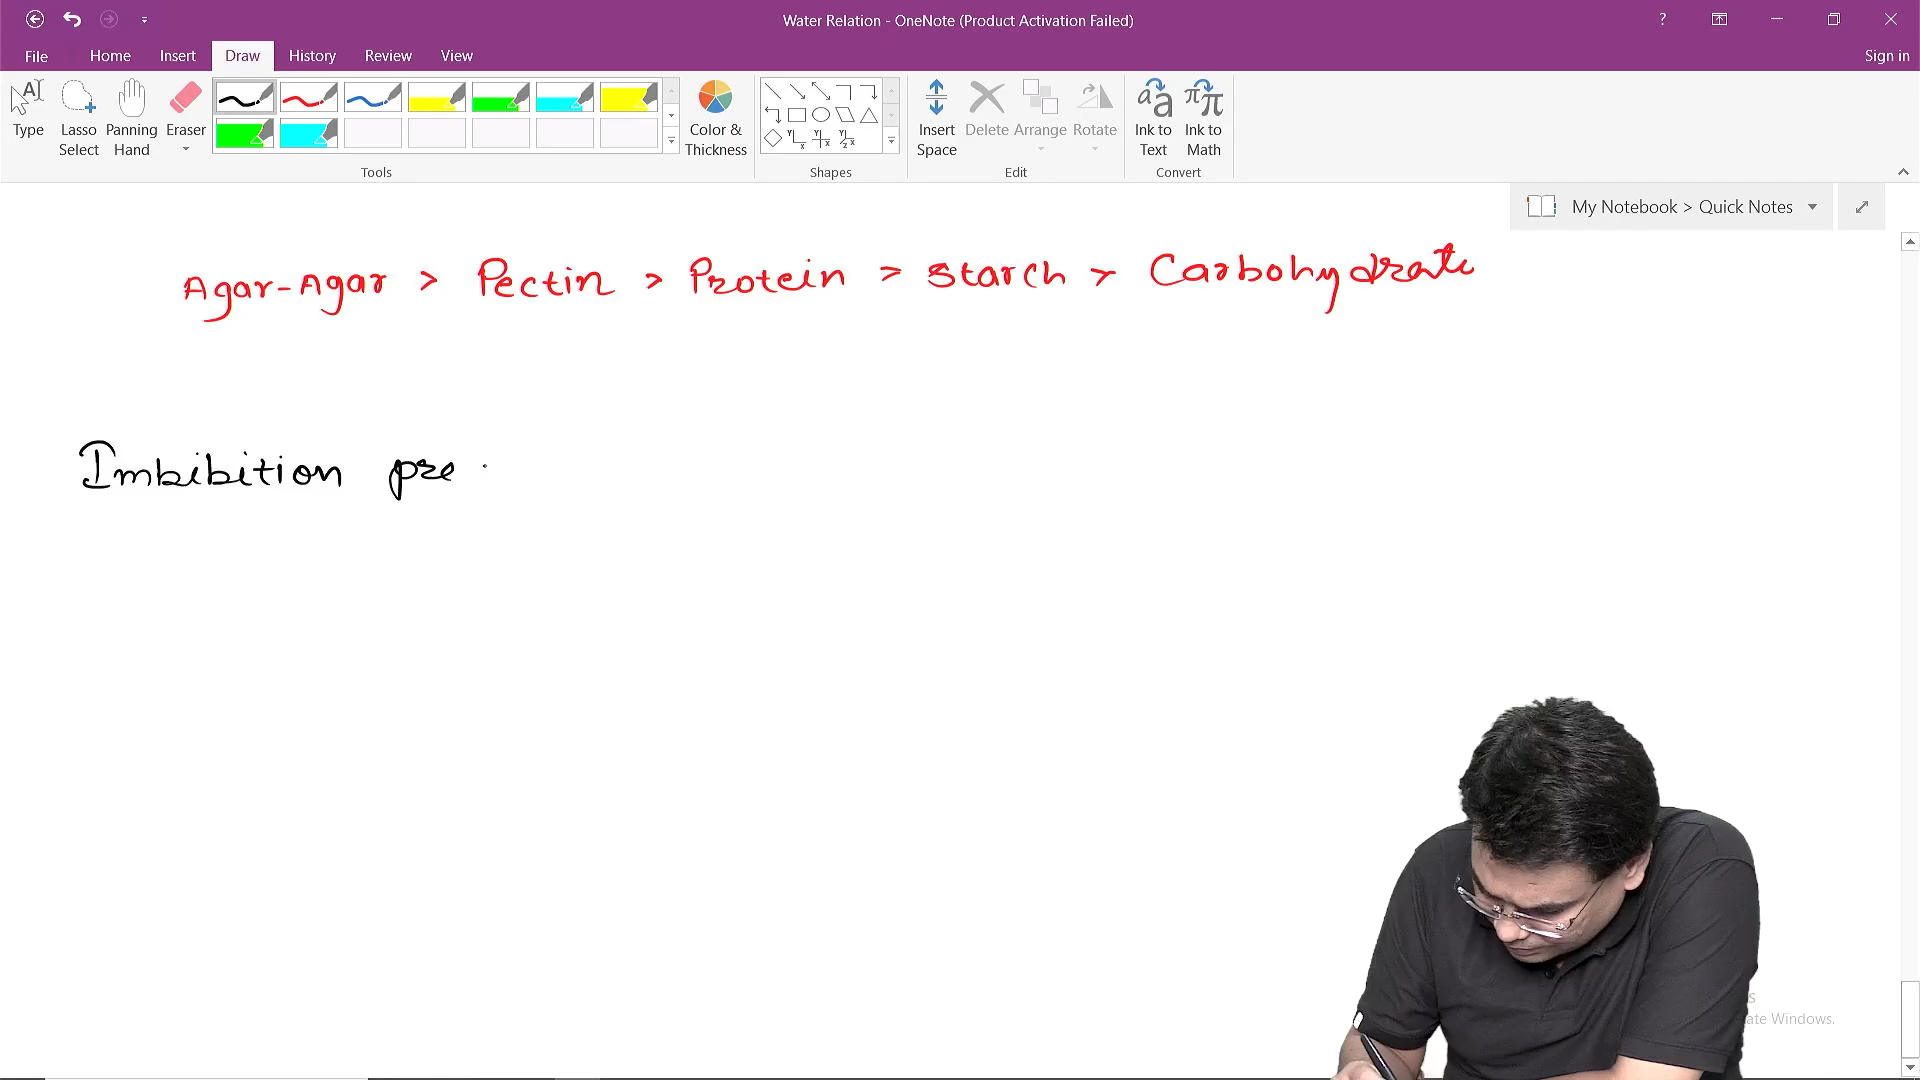 Water Relation - OneNote (Product Activation Failed)
?
File Home Insert Draw History Review View
Sign in
Type
Lasso Select
Panning Hand
Eraser
Color & Thickness
Insert Space
Delete
Arrange
Rotate
Ink to Text
Ink to Math
Tools
Shapes
Edit
Convert
My Notebook > Quick Notes
Agar-Agar > Pectin > Protein > Starch > Carbohydrate
Imbibition pre
ate Windows.